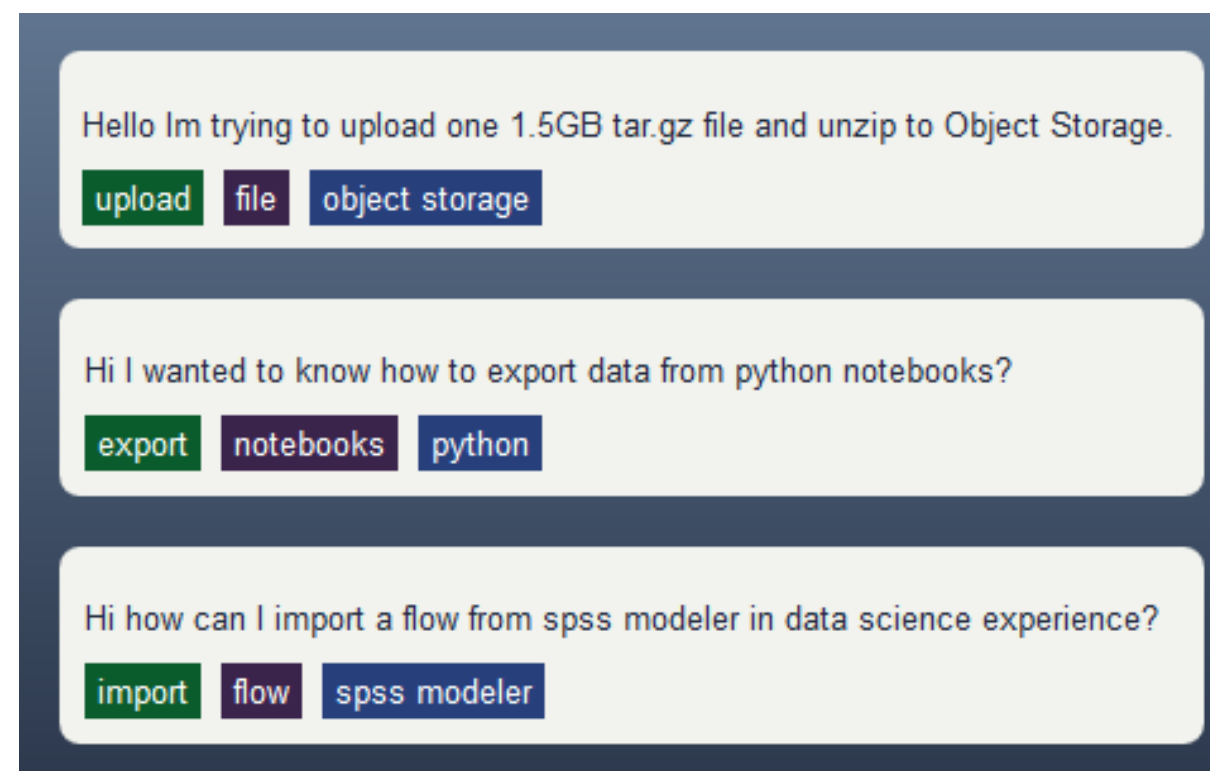 Hello Im trying to upload one 1.5GB tar.gz file and unzip to Object Storage.
upload file object storage
Hi I wanted to know how to export data from python notebooks?
export notebooks python
Hi how can I import a flow from spss modeler in data science experience?
import flow spss modeler